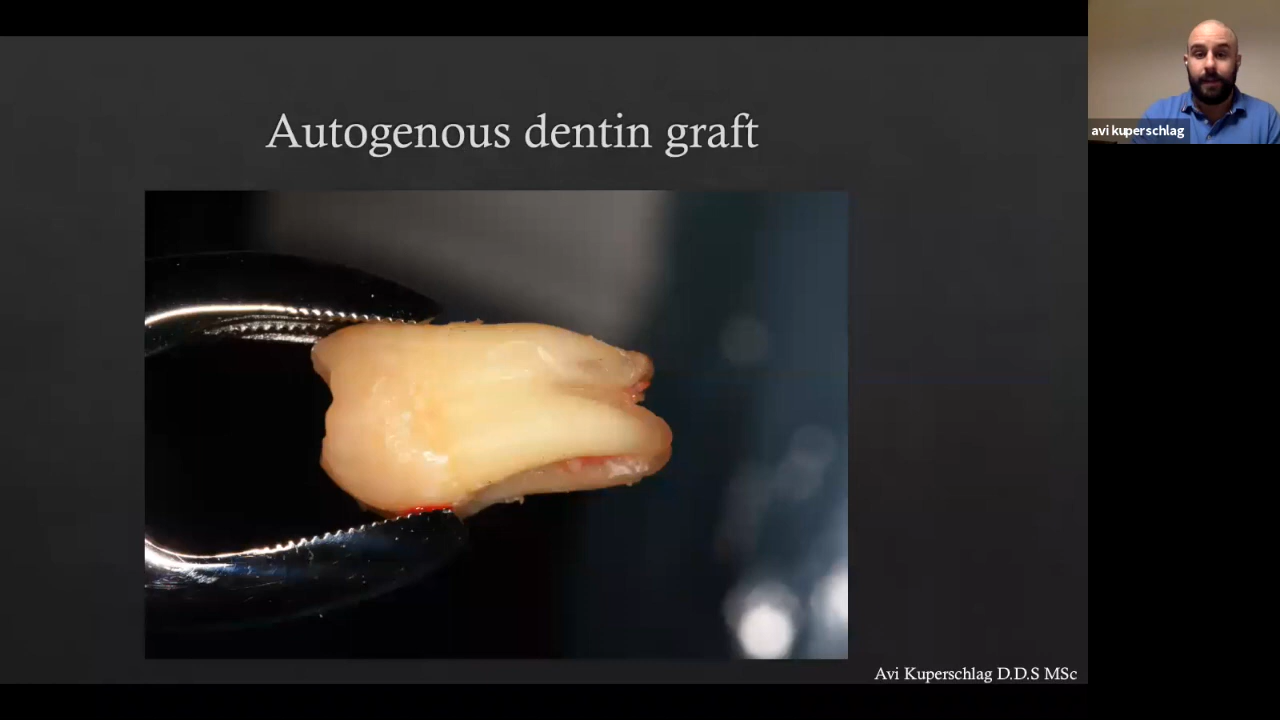 Autogenous dentin graft
avi kuperschlag
Avi Kuperschlag D.D.S MSc